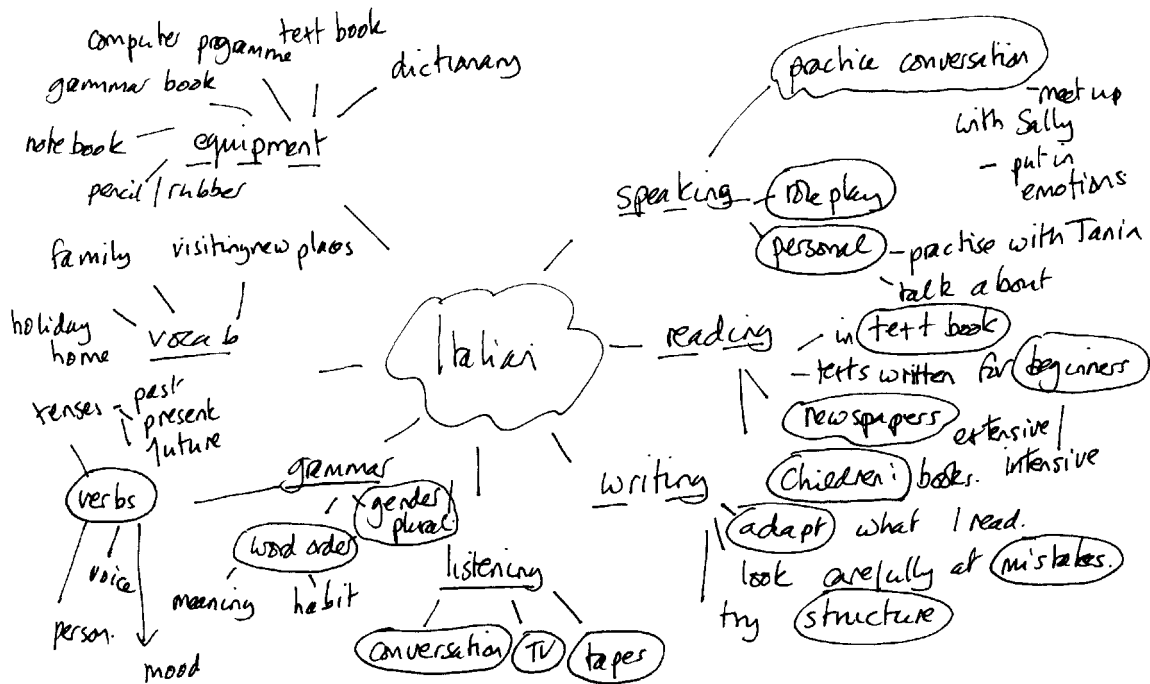 computer progamme
text book
grammar book
dictionary
note book
equipment
pencil / rubber
family
visiting new places
holiday
home
vocab
tenses - past
present
future
verbs
voice
person.
mood
grammar
gender/
plural
word order
meaning
habit
Italian
listening
conversation
TV
tapes
speaking
practice conversation
- meet up
with Sally
- put in
emotions
role play
personal - practise with Tania
talk about
reading
in text book
- texts written for beginners
newspapers
extensive/
intensive
Children: books.
writing
adapt what I read.
look carefully at mistakes.
try structure